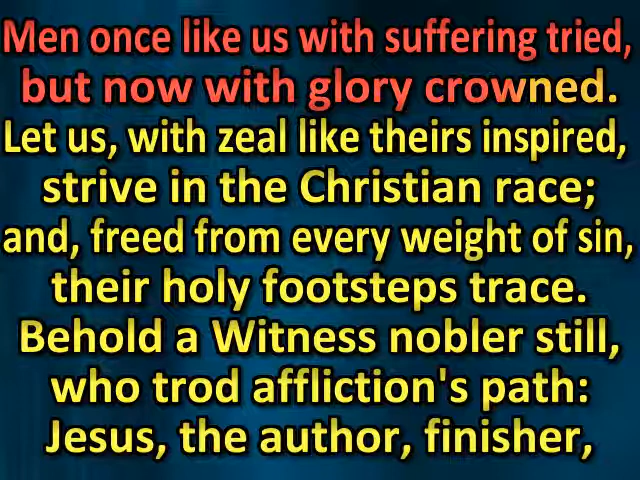 Men once like us with suffering tried,
but now with glory crowned.
Let us, with zeal like theirs inspired,
strive in the Christian race;
and, freed from every weight of sin,
their holy footsteps trace.
Behold a Witness nobler still,
who trod affliction's path:
Jesus, the author, finisher,